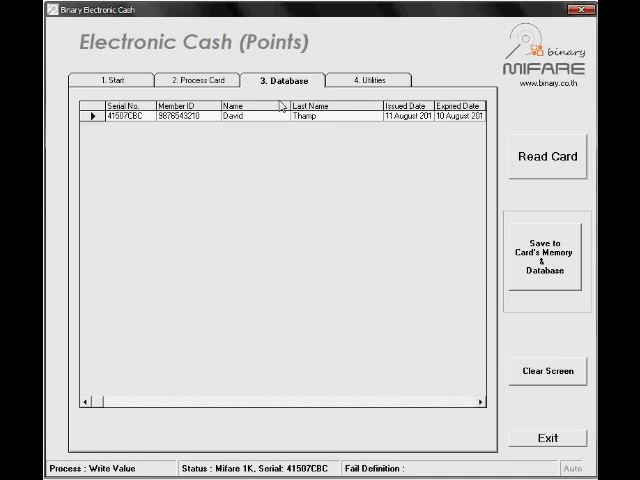 Binary Electronic Cash
Electronic Cash (Points)
binary
MIFARE
www.binary.co.th
1. Start
2. Process Card
3. Database
4. Utilities
Serial No. Member ID Name Last Name Issued Date Expired Date
41507CBC 9876543210 David Thamp 11 August 201 10 August 201
Read Card
Save to
Card's Memory
&
Database
Clear Screen
Exit
Process : Write Value
Status : Mifare 1K, Serial: 41507CBC
Fail Definition :
Auto